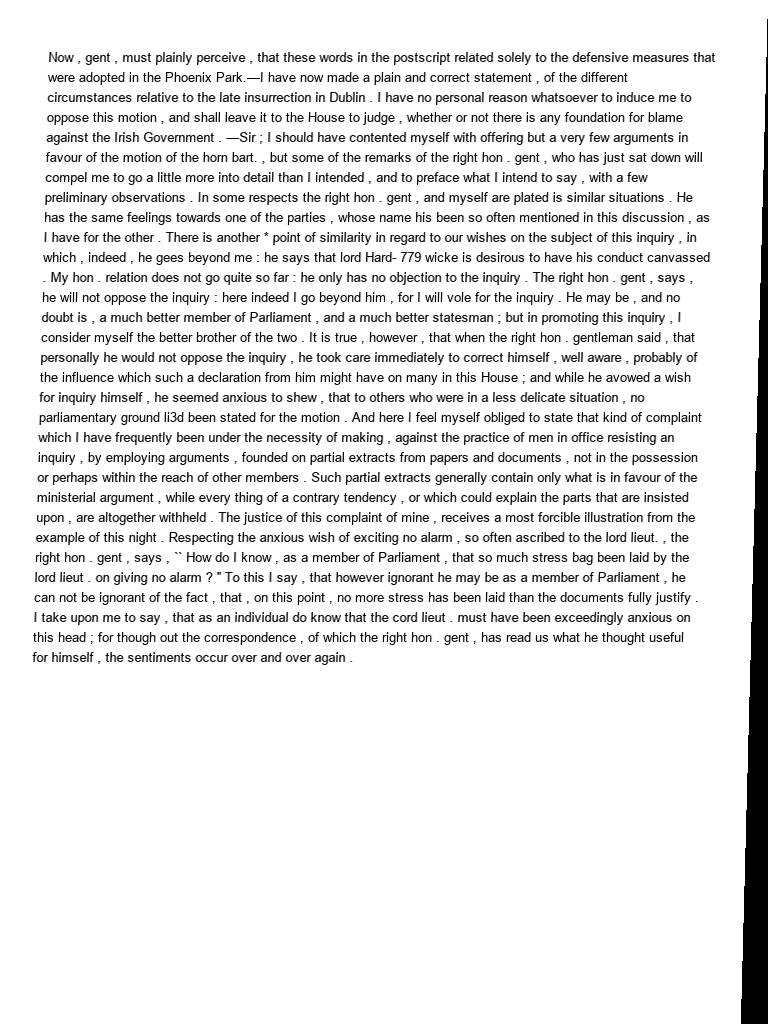 Now , gent , must plainly perceive , that these words in the postscript related solely to the defensive measures that
were adopted in the Phoenix Park.—I have now made a plain and correct statement , of the different
circumstances relative to the late insurrection in Dublin . I have no personal reason whatsoever to induce me to
oppose this motion , and shall leave it to the House to judge , whether or not there is any foundation for blame
against the Irish Government . —Sir ; I should have contented myself with offering but a very few arguments in
favour of the motion of the horn bart. , but some of the remarks of the right hon . gent , who has just sat down will
compel me to go a little more into detail than I intended , and to preface what I intend to say , with a few
preliminary observations . In some respects the right hon . gent , and myself are plated is similar situations . He
has the same feelings towards one of the parties , whose name his been so often mentioned in this discussion , as
I have for the other . There is another * point of similarity in regard to our wishes on the subject of this inquiry , in
which , indeed , he gees beyond me : he says that lord Hard- 779 wicke is desirous to have his conduct canvassed
. My hon . relation does not go quite so far : he only has no objection to the inquiry . The right hon . gent , says ,
he will not oppose the inquiry : here indeed I go beyond him , for I will vole for the inquiry . He may be , and no
doubt is , a much better member of Parliament , and a much better statesman ; but in promoting this inquiry , I
consider myself the better brother of the two . It is true , however , that when the right hon . gentleman said , that
personally he would not oppose the inquiry , he took care immediately to correct himself , well aware , probably of
the influence which such a declaration from him might have on many in this House ; and while he avowed a wish
for inquiry himself , he seemed anxious to shew , that to others who were in a less delicate situation , no
parliamentary ground li3d been stated for the motion . And here I feel myself obliged to state that kind of complaint
which I have frequently been under the necessity of making , against the practice of men in office resisting an
inquiry , by employing arguments , founded on partial extracts from papers and documents , not in the possession
or perhaps within the reach of other members . Such partial extracts generally contain only what is in favour of the
ministerial argument , while every thing of a contrary tendency , or which could explain the parts that are insisted
upon , are altogether withheld . The justice of this complaint of mine , receives a most forcible illustration from the
example of this night . Respecting the anxious wish of exciting no alarm , so often ascribed to the lord lieut. , the
right hon . gent , says , `` How do I know , as a member of Parliament , that so much stress bag been laid by the
lord lieut . on giving no alarm ? " To this I say , that however ignorant he may be as a member of Parliament , he
can not be ignorant of the fact , that , on this point , no more stress has been laid than the documents fully justify .
I take upon me to say , that as an individual do know that the cord lieut . must have been exceedingly anxious on
this head ; for though out the correspondence , of which the right hon . gent , has read us what he thought useful
for himself , the sentiments occur over and over again .